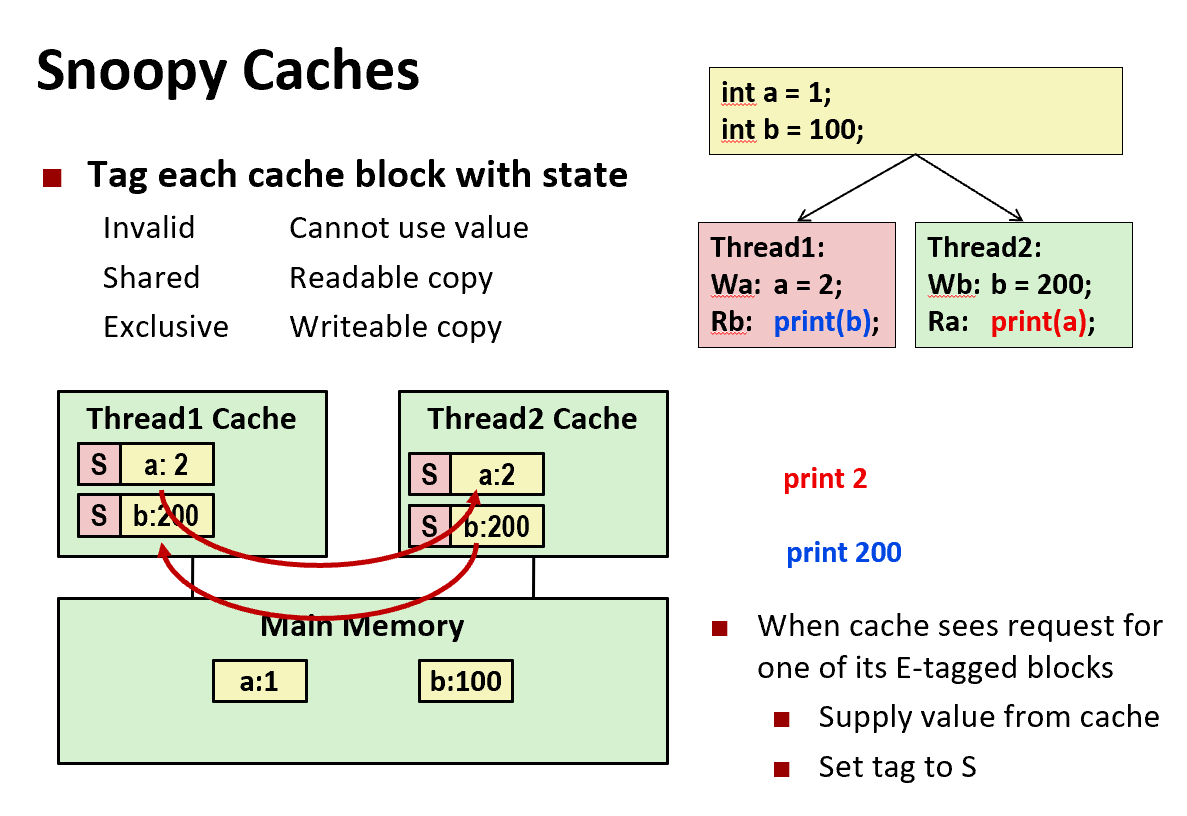 Snoopy Caches
Tag each cache block with state
Invalid Cannot use value
Shared Readable copy
Exclusive Writeable copy
int a = 1;
int b = 100;
Thread1:
Wa: a = 2;
Rb: print(b);
Thread2:
Wb: b = 200;
Ra: print(a);
Thread1 Cache
S a: 2
S b:200
Thread2 Cache
S a:2
S b:200
Main Memory
a:1 b:100
print 2
print 200
When cache sees request for
one of its E-tagged blocks
Supply value from cache
Set tag to S